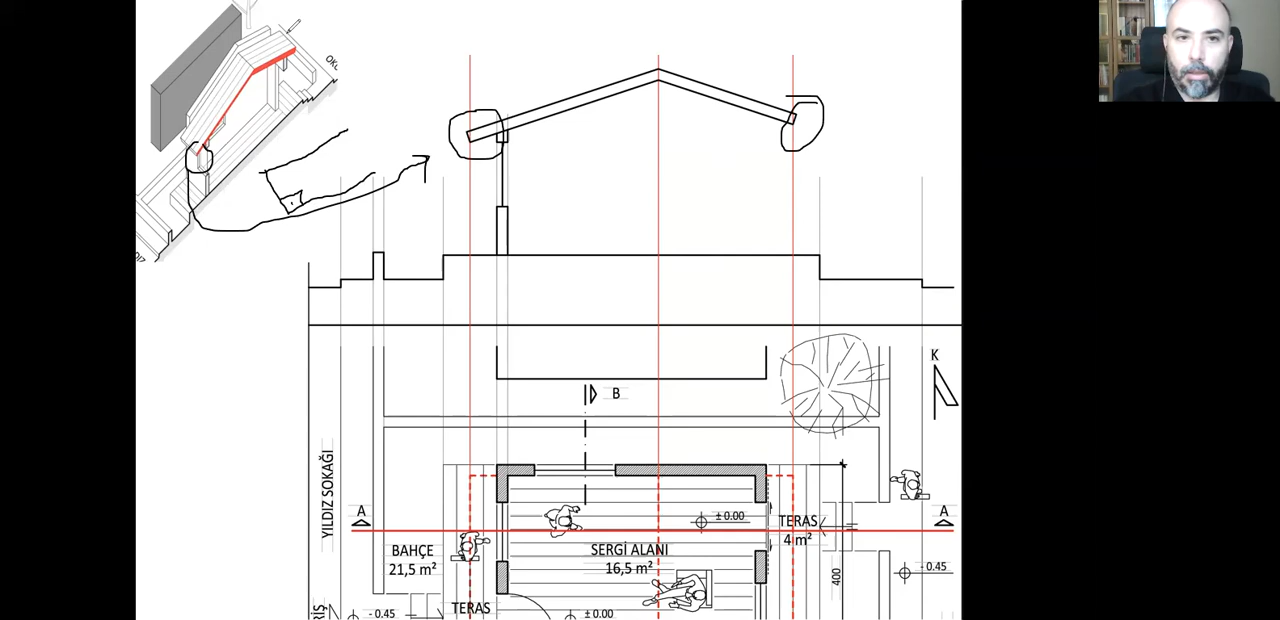 OKU
K
B
YILDIZ SOKAĞI
A
A
± 0.00
TERAS
4 m²
SERGİ ALANI
16,5 m²
BAHÇE
21,5 m²
400
- 0.45
TERAS
- 0.45
± 0.00